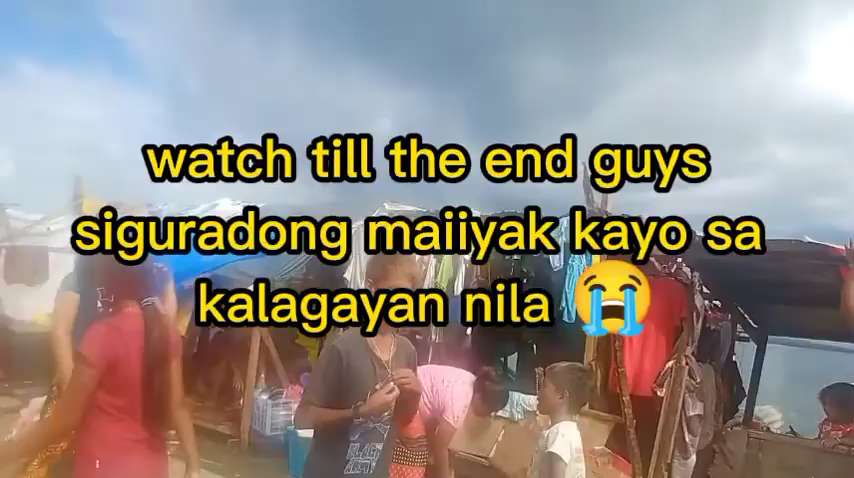 watch till the end guys
siguradong maiiyak kayo sa
kalagayan nila 😭